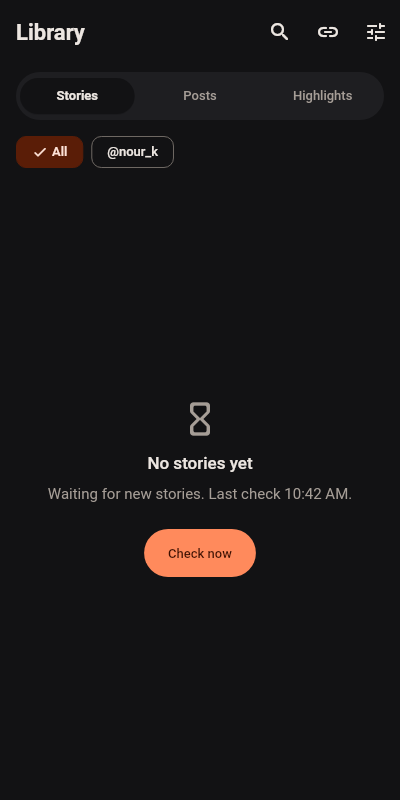 Library
Stories
Posts
Highlights
All
@nour_k
No stories yet
Waiting for new stories. Last check 10:42 AM.
Check now